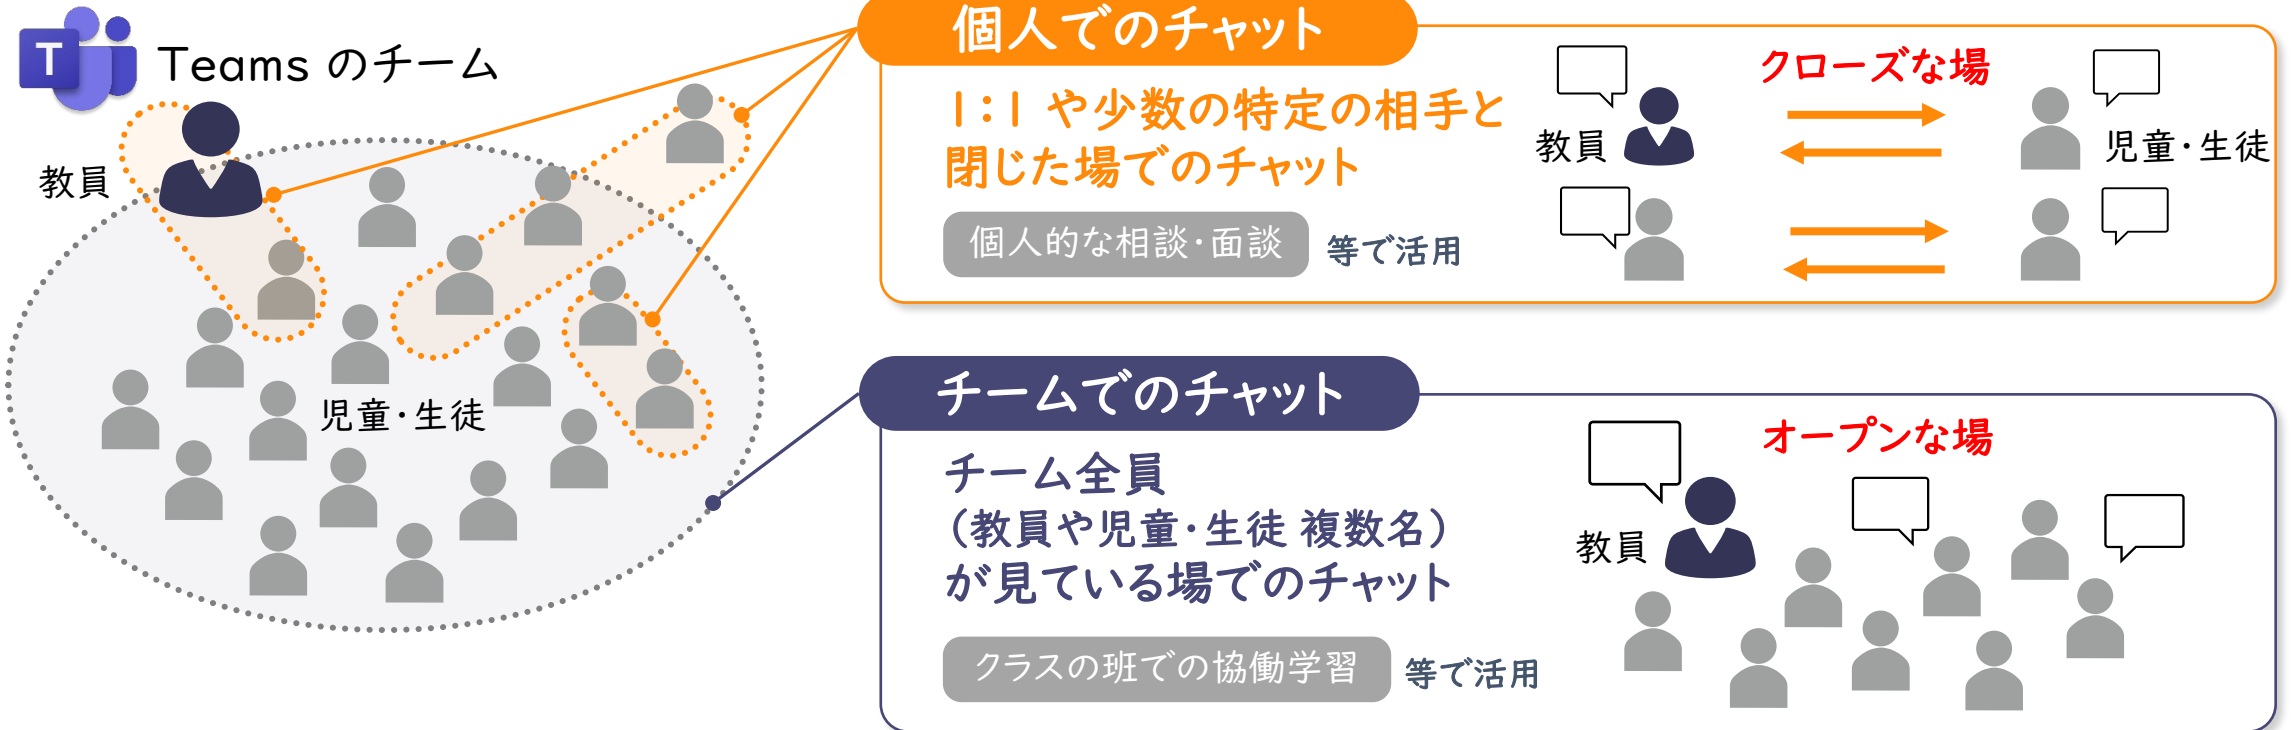 T
Teams のチーム
教員
児童・生徒
個人でのチャット
1:1 や少数の特定の相手と
閉じた場でのチャット
個人的な相談・面談 等で活用
クローズな場
教員
児童・生徒
チームでのチャット
チーム全員
(教員や児童・生徒 複数名)
が見ている場でのチャット
クラスの班での協働学習 等で活用
オープンな場
教員